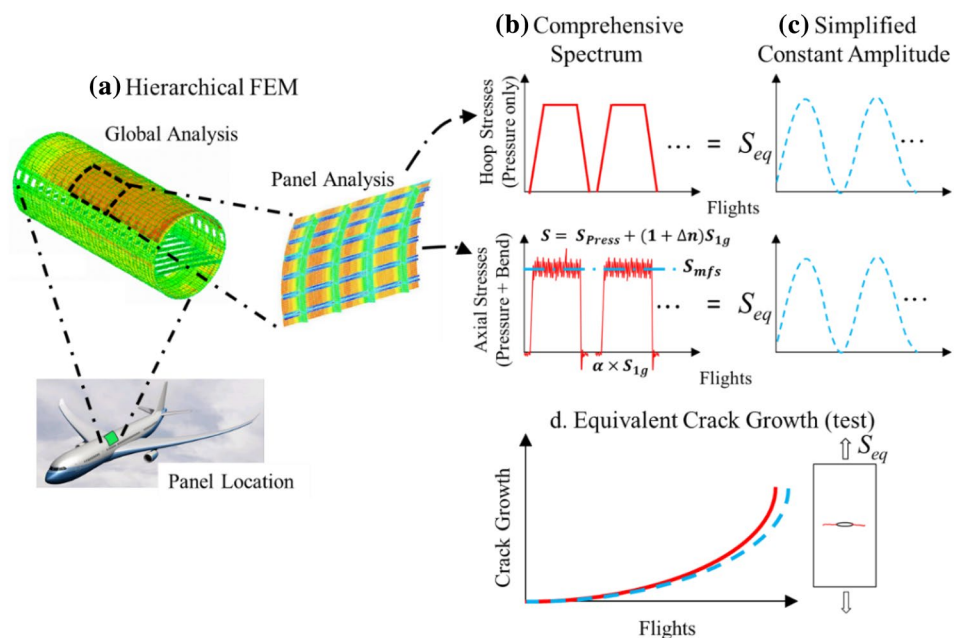 (a) Hierarchical FEM
Global Analysis
Panel Analysis
Panel Location
(b) Comprehensive
Spectrum
(c) Simplified
Constant Amplitude
Hoop Stresses
(Pressure only)
... = S_eq
...
Flights
Axial Stresses
(Pressure + Bend)
S = S_Press + (1 + Δn)S_1g
S_mfs
... = S_eq
...
α × S_1g
Flights
d. Equivalent Crack Growth (test)
S_eq
Crack Growth
Flights